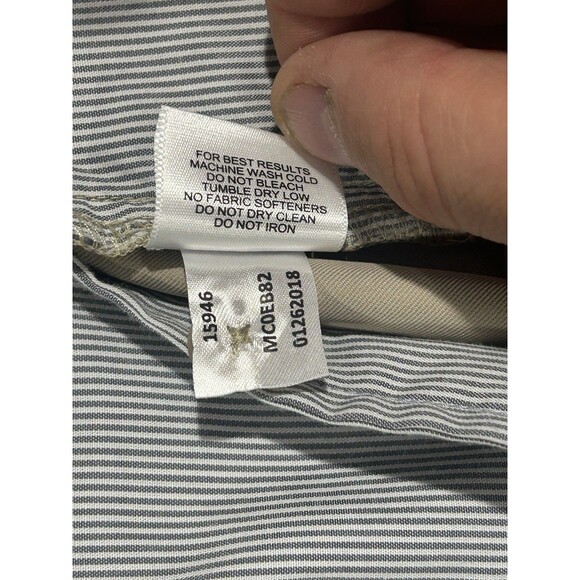 FOR BEST RESULTS
MACHINE WASH COLD
DO NOT BLEACH
TUMBLE DRY LOW
NO FABRIC SOFTENERS
DO NOT DRY CLEAN
DO NOT IRON
15946
MC0EB82
01262018